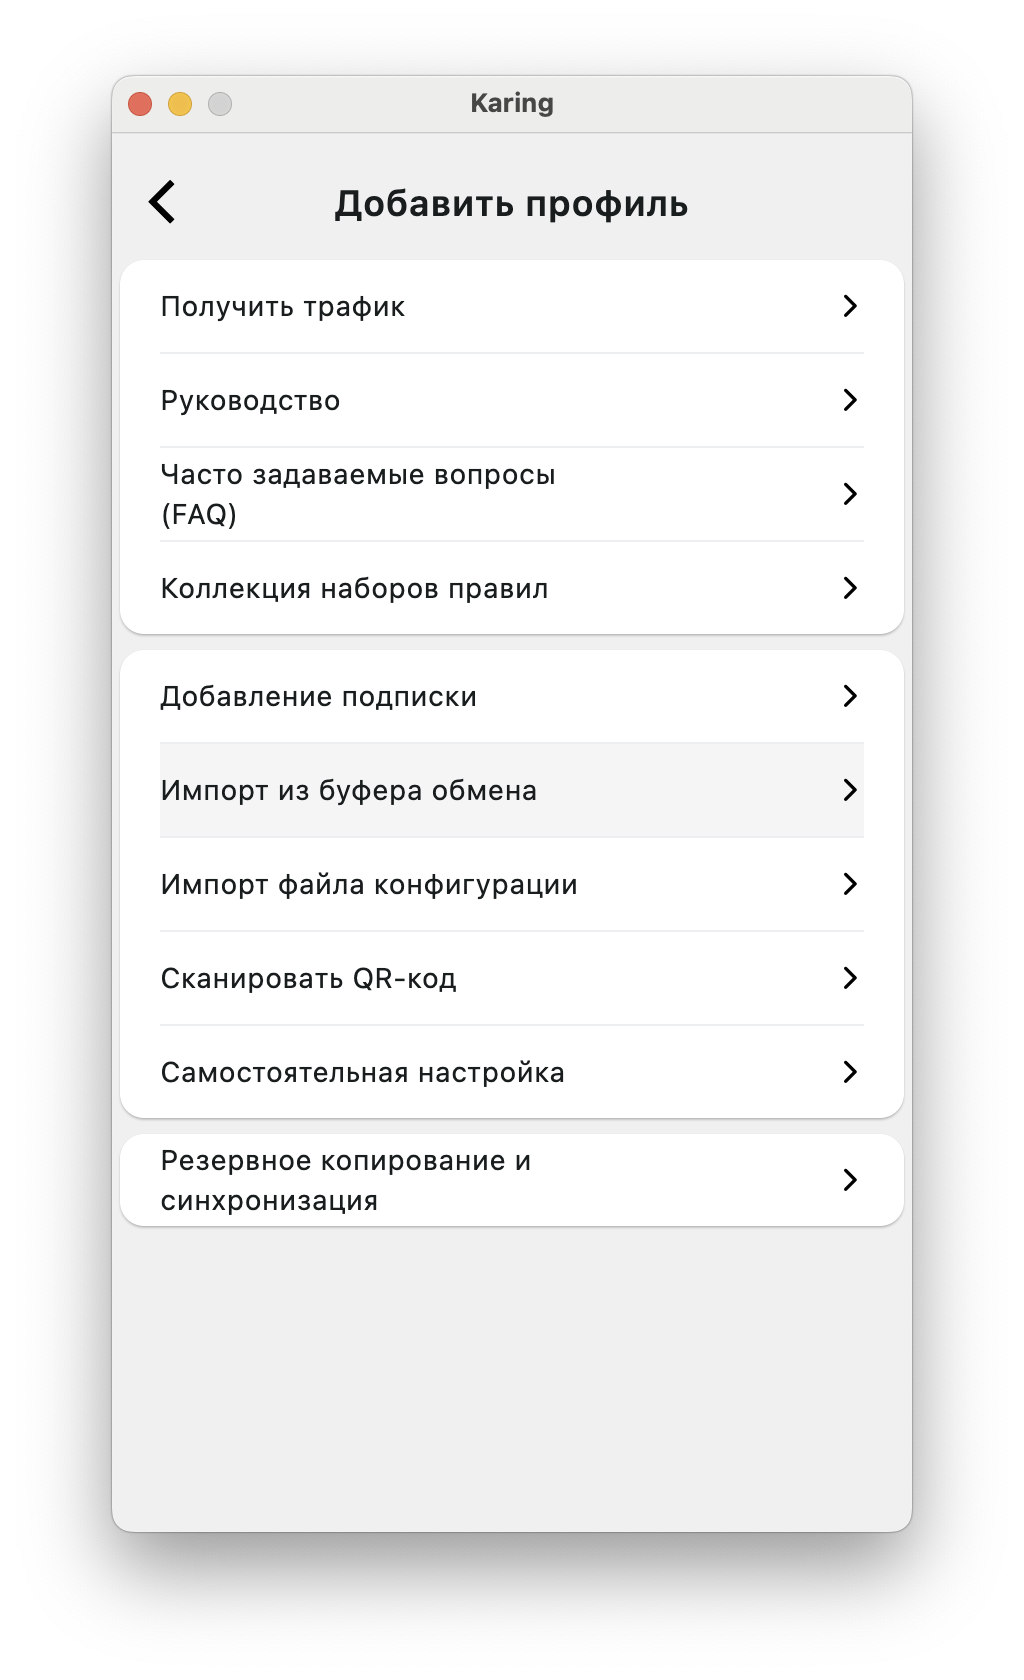 Karing
Добавить профиль
Получить трафик
Руководство
Часто задаваемые вопросы
(FAQ)
Коллекция наборов правил
Добавление подписки
Импорт из буфера обмена
Импорт файла конфигурации
Сканировать QR-код
Самостоятельная настройка
Резервное копирование и
синхронизация